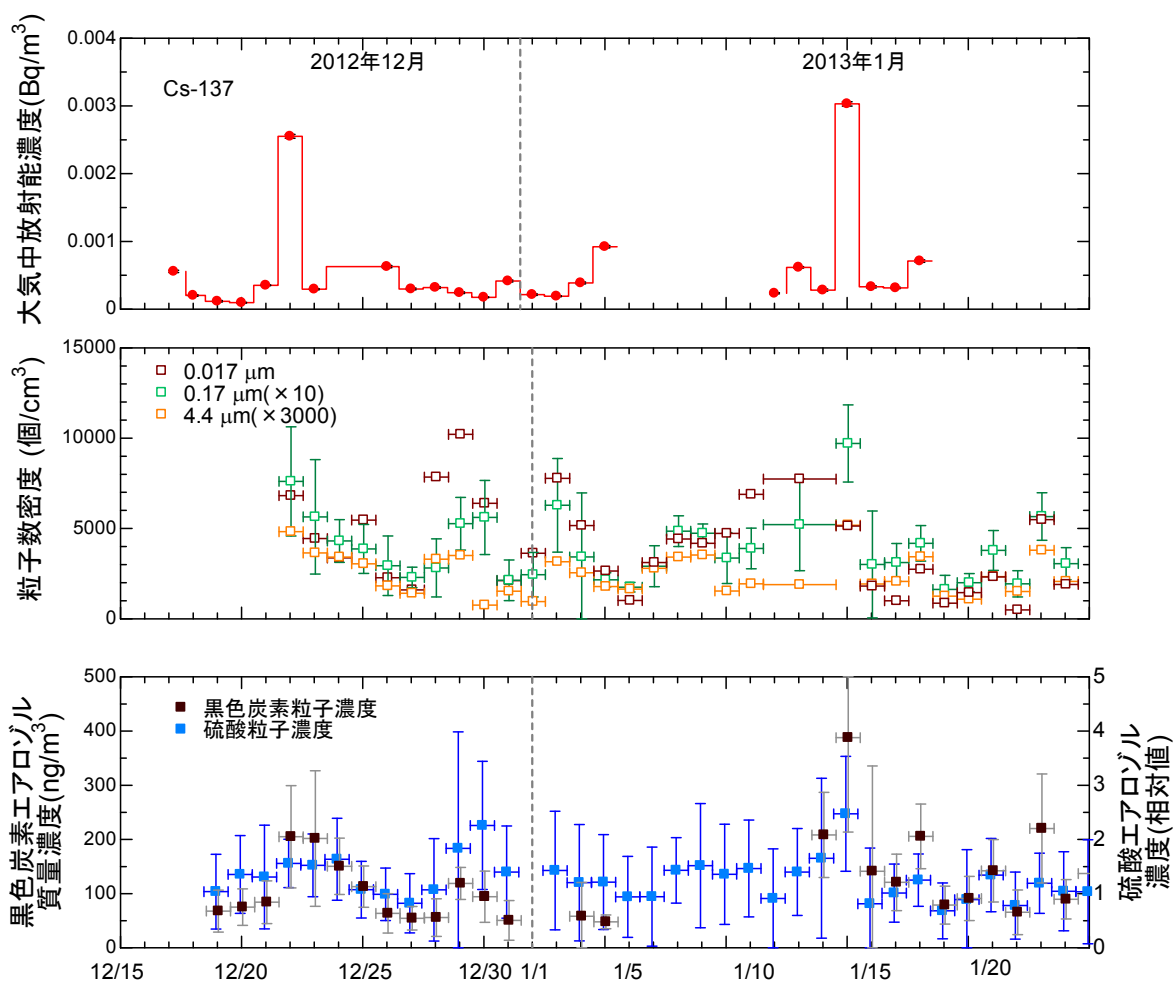 大気中放射能濃度(Bq/m³)
0.004
0.003
0.002
0.001
0
2012年12月
2013年1月
Cs-137
粒子数密度 (個/cm³)
15000
10000
5000
0
0.017 μm
0.17 μm(×10)
4.4 μm(×3000)
黒色炭素エアロゾル
質量濃度(ng/m³)
500
400
300
200
100
0
黒色炭素粒子濃度
硫酸粒子濃度
5
4
3
2
1
0
硫酸エアロゾル
濃度(相対値)
12/15
12/20
12/25
12/30
1/1
1/5
1/10
1/15
1/20